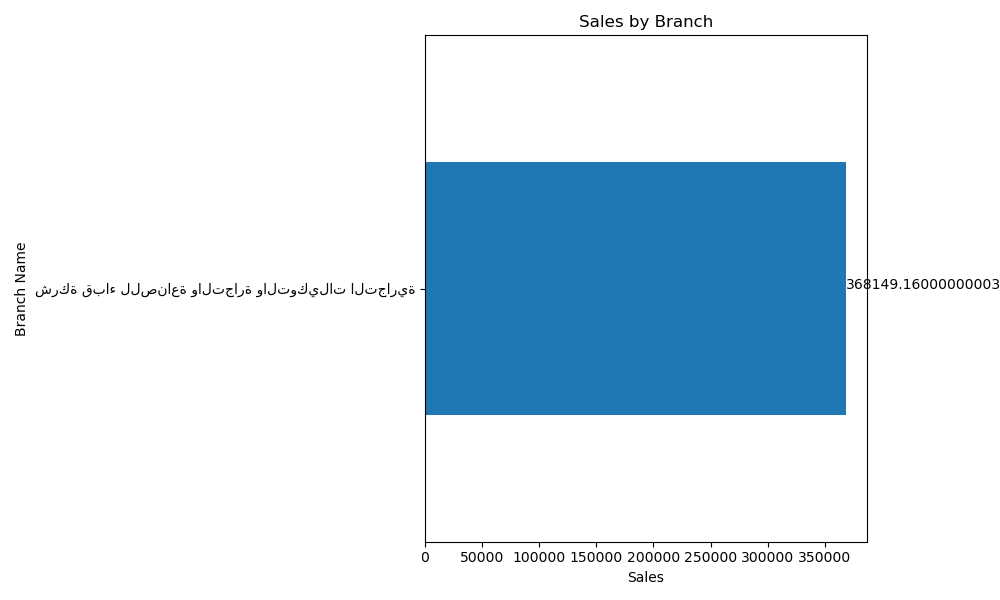 Sales by Branch
Branch Name
شركة قباء للصناعة والتجارة والتوكيلات التجارية
368149.16000000003
0 50000 100000 150000 200000 250000 300000 350000
Sales